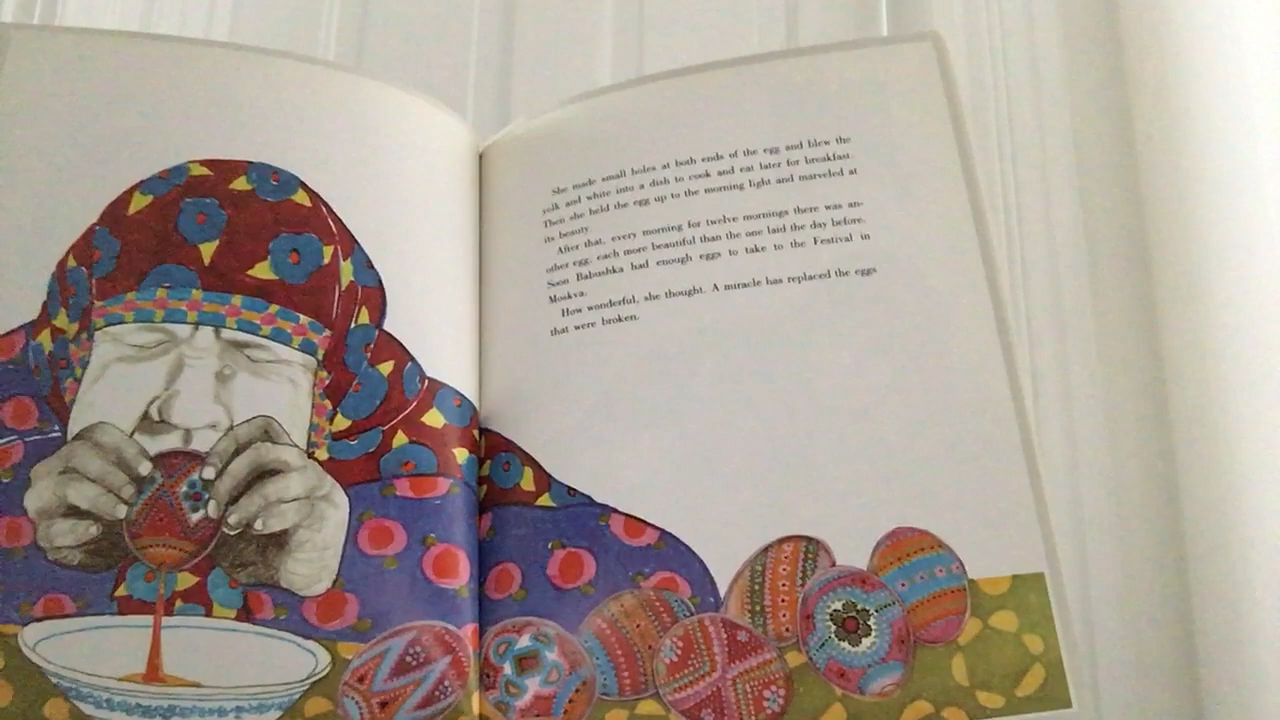 She made small holes at both ends of the egg and blew the
yolk and white into a dish to cook and eat later for breakfast.
Then she held the egg up to the morning light and marveled at
its beauty.
After that, every morning for twelve mornings there was an-
other egg, each more beautiful than the one laid the day before.
Soon Babushka had enough eggs to take to the Festival in
Moskva.
How wonderful, she thought. A miracle has replaced the eggs
that were broken.